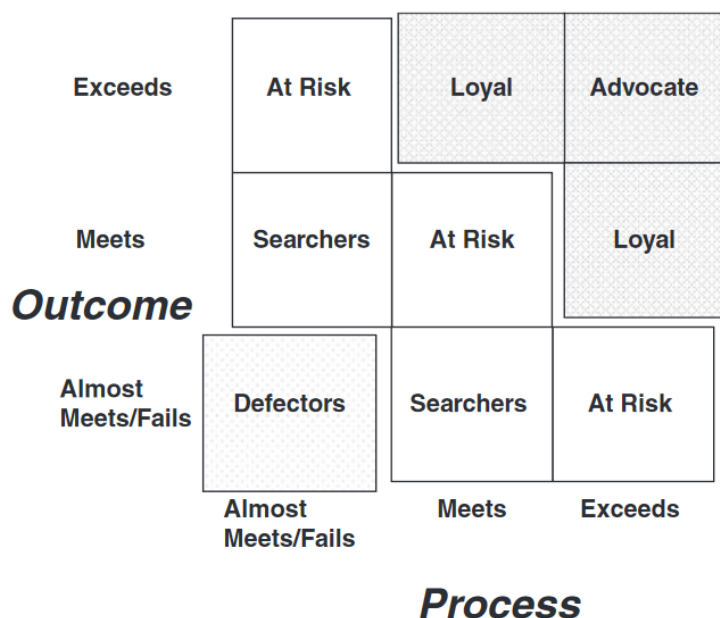 Exceeds At Risk Loyal Advocate
Meets Searchers At Risk Loyal
Outcome
Almost
Meets/Fails Defectors Searchers At Risk
Almost
Meets/Fails Meets Exceeds
Process